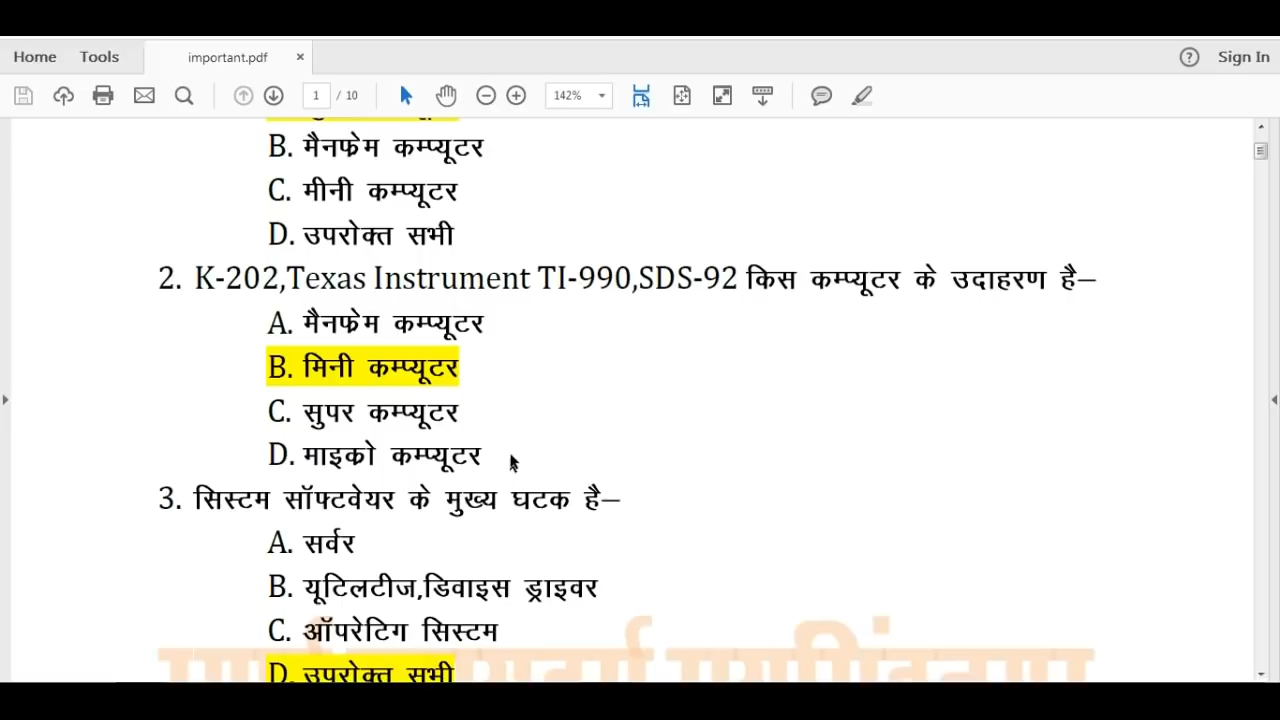 Home Tools important.pdf × ? Sign In
1 / 10 142%
B. मैनफ्रेम कम्प्यूटर
C. मीनी कम्प्यूटर
D. उपरोक्त सभी
2. K-202,Texas Instrument TI-990,SDS-92 किस कम्प्यूटर के उदाहरण है–
A. मैनफ्रेम कम्प्यूटर
B. मिनी कम्प्यूटर
C. सुपर कम्प्यूटर
D. माइको कम्प्यूटर
3. सिस्टम सॉफ्टवेयर के मुख्य घटक है–
A. सर्वर
B. यूटिलटीज,डिवाइस ड्राइवर
C. ऑपरेटिग सिस्टम
D. उपरोक्त सभी